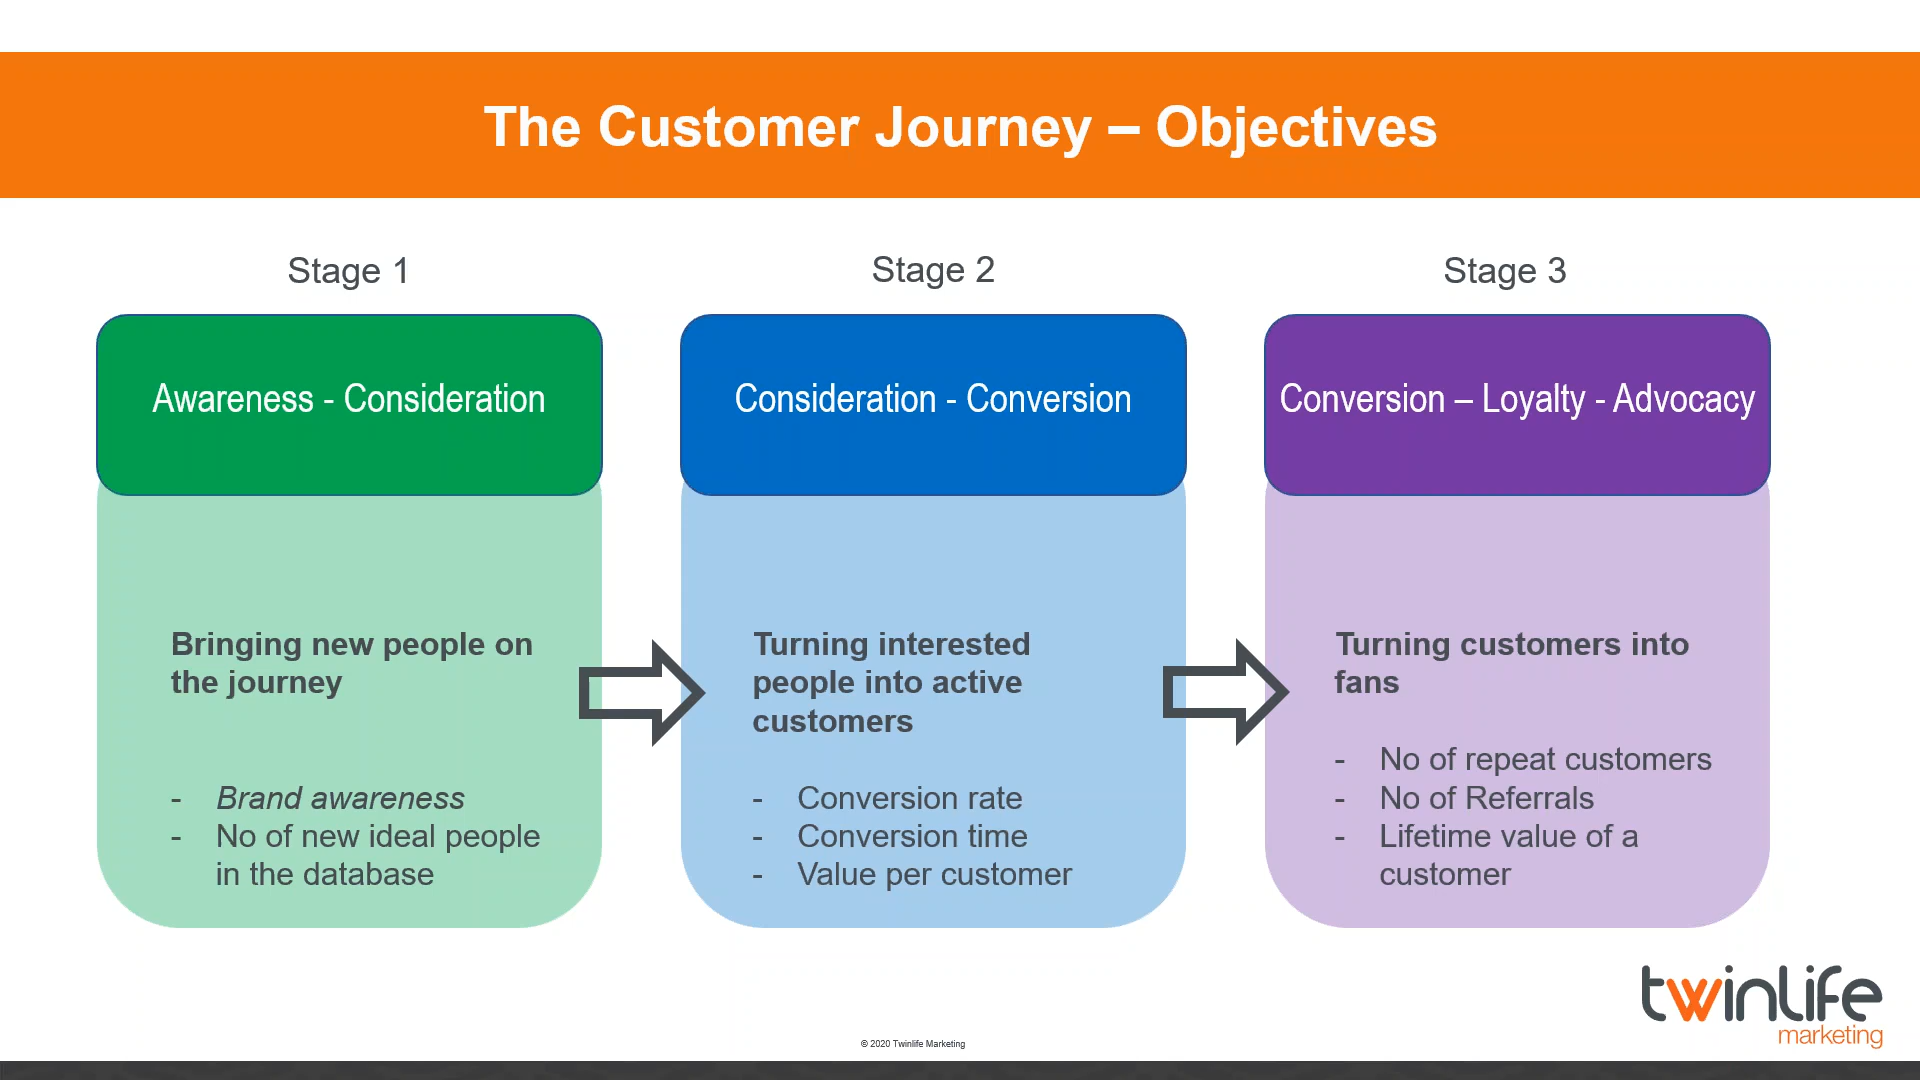 The Customer Journey – Objectives
Stage 1
Stage 2
Stage 3
Awareness - Consideration
Consideration - Conversion
Conversion – Loyalty - Advocacy
Bringing new people on
the journey
- Brand awareness
- No of new ideal people
in the database
Turning interested
people into active
customers
- Conversion rate
- Conversion time
- Value per customer
Turning customers into
fans
- No of repeat customers
- No of Referrals
- Lifetime value of a
customer
twinlife
marketing
© 2020 Twinlife Marketing